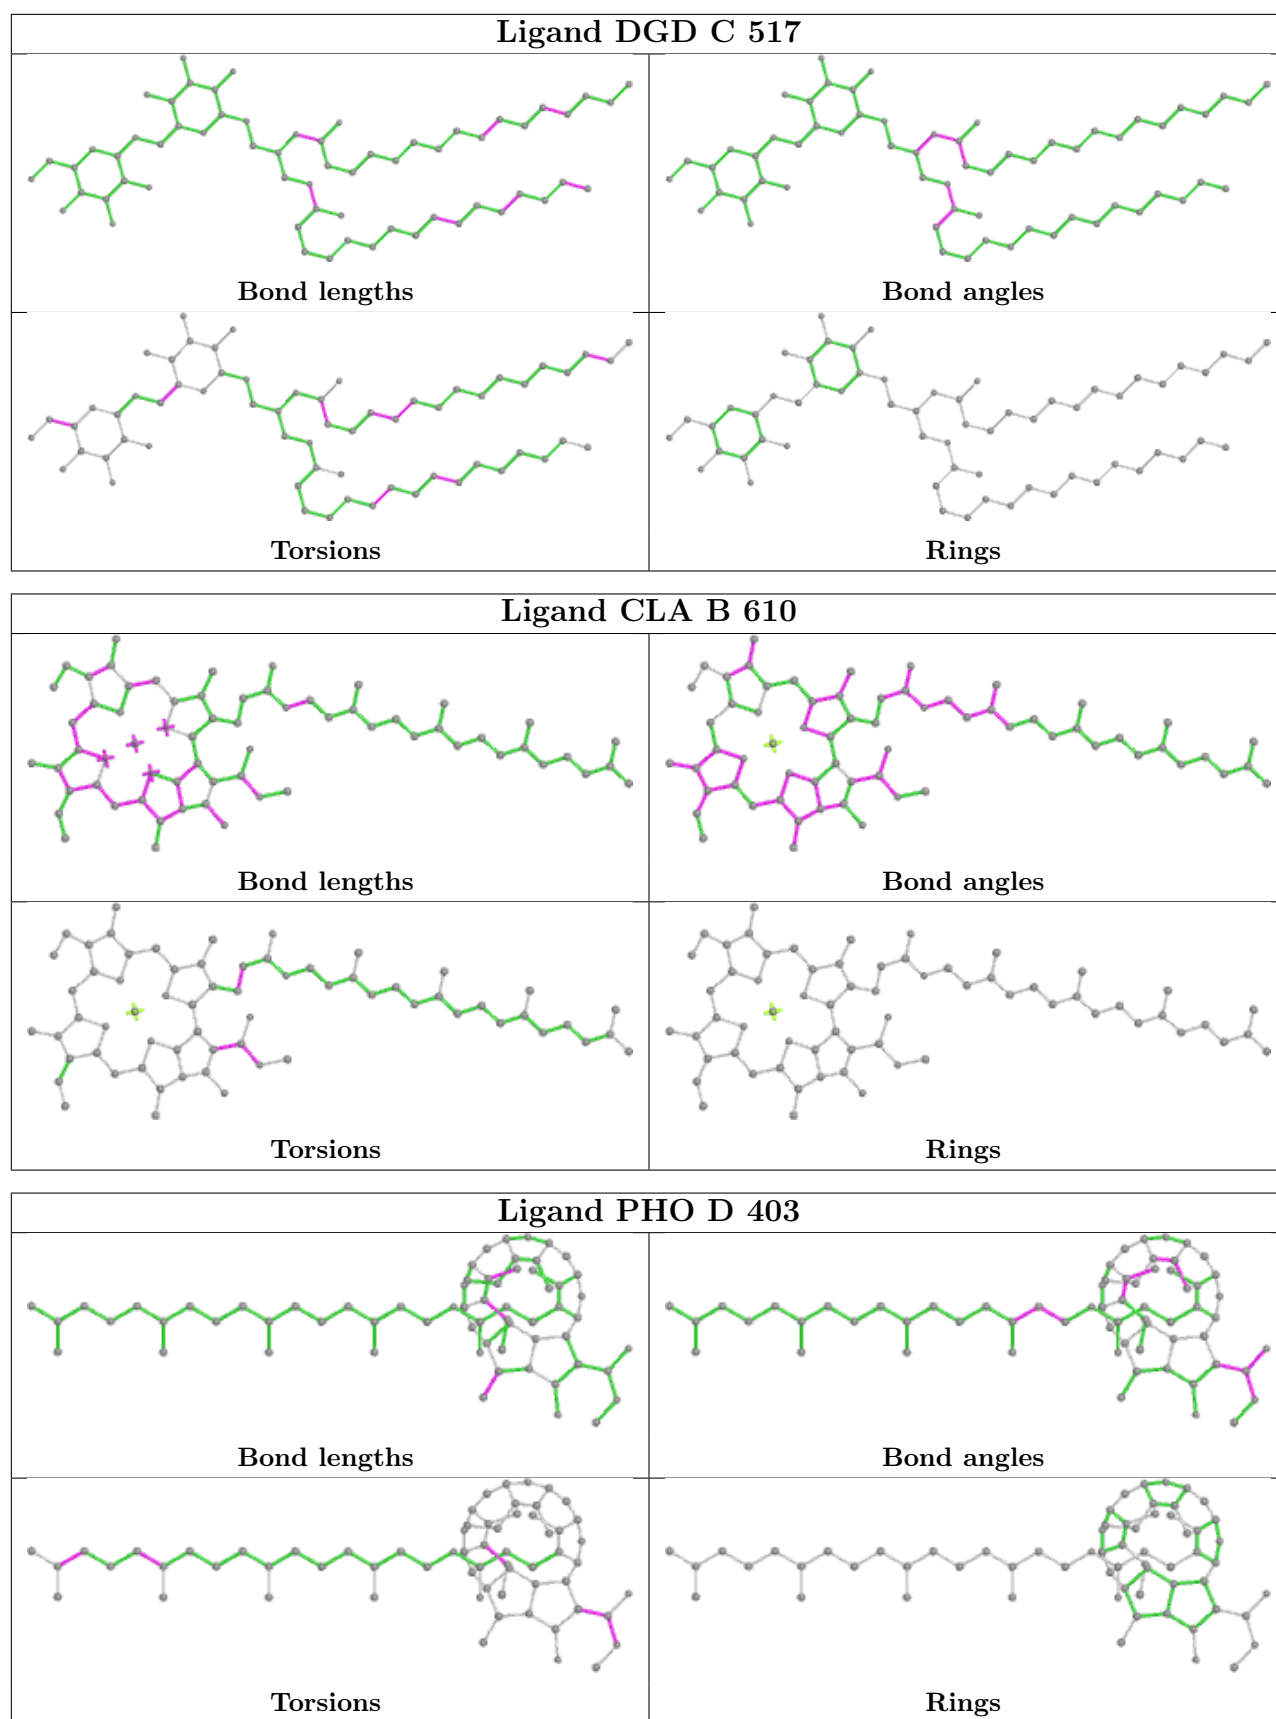 Ligand DGD C 517
Bond lengths
Bond angles
Torsions
Rings
Ligand CLA B 610
Bond lengths
Bond angles
Torsions
Rings
Ligand PHO D 403
Bond lengths
Bond angles
Torsions
Rings